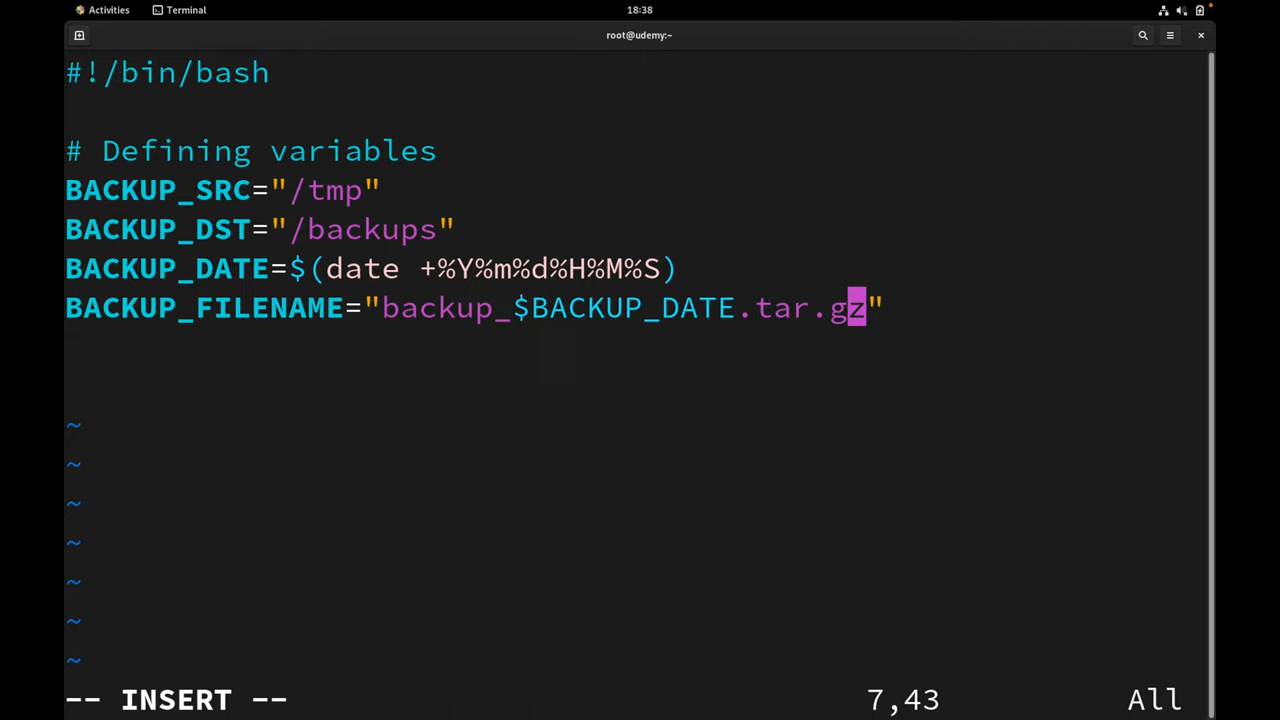 Activities Terminal 18:38
root@udemy:~
#!/bin/bash
# Defining variables
BACKUP_SRC="/tmp"
BACKUP_DST="/backups"
BACKUP_DATE=$(date +%Y%m%d%H%M%S)
BACKUP_FILENAME="backup_$BACKUP_DATE.tar.gz"
~
~
~
~
~
~
~
-- INSERT -- 7,43 All